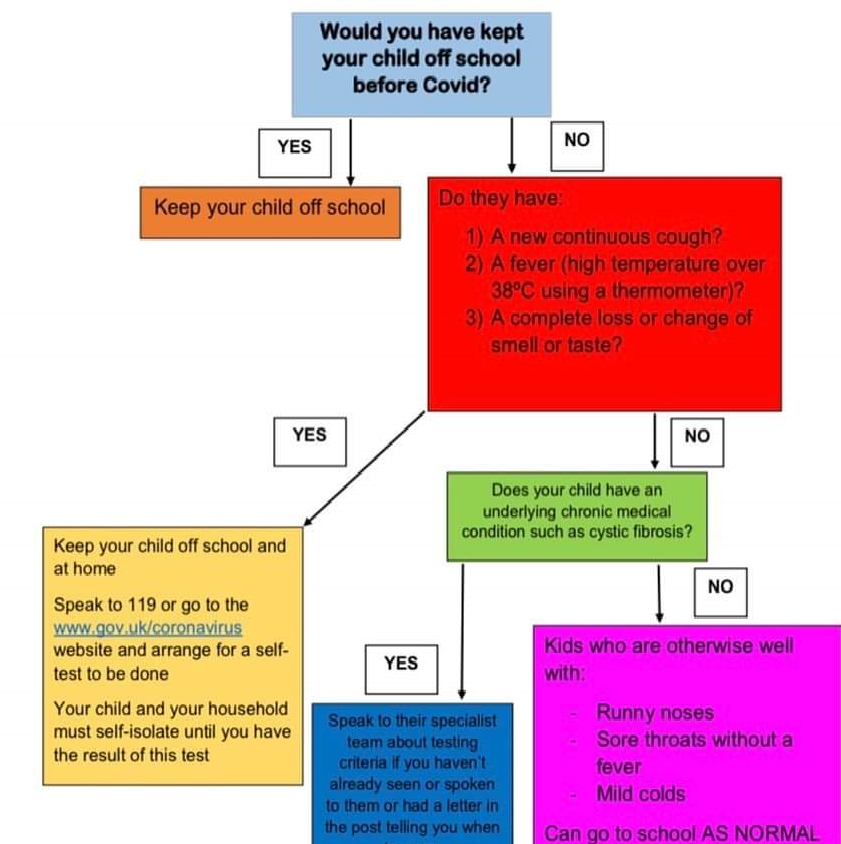 Would you have kept
your child off school
before Covid?
YES
NO
Keep your child off school
Do they have:
1) A new continuous cough?
2) A fever (high temperature over
38ºC using a thermometer)?
3) A complete loss or change of
smell or taste?
YES
NO
Does your child have an
underlying chronic medical
condition such as cystic fibrosis?
Keep your child off school and
at home
Speak to 119 or go to the
www.gov.uk/coronavirus
website and arrange for a self-
test to be done
Your child and your household
must self-isolate until you have
the result of this test
YES
NO
Speak to their specialist
team about testing
criteria if you haven't
already seen or spoken
to them or had a letter in
the post telling you when
Kids who are otherwise well
with:
- Runny noses
- Sore throats without a
fever
- Mild colds
Can go to school AS NORMAL